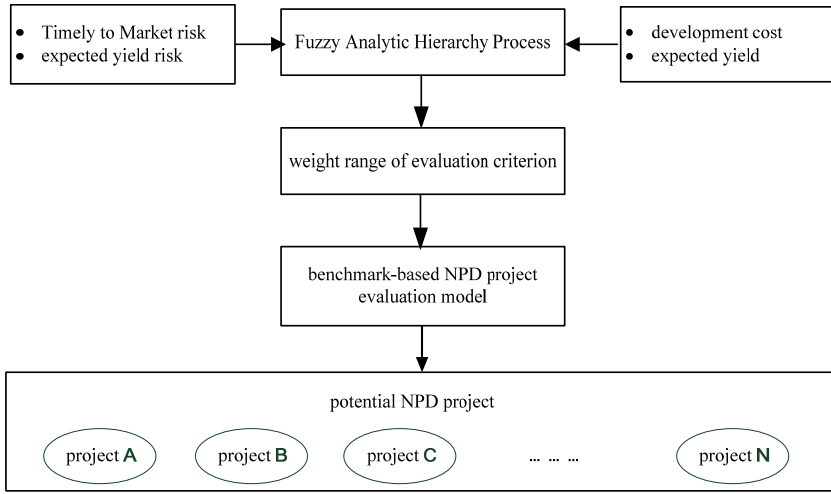 • Timely to Market risk
• expected yield risk
Fuzzy Analytic Hierarchy Process
• development cost
• expected yield
weight range of evaluation criterion
benchmark-based NPD project
evaluation model
potential NPD project
project A
project B
project C
... ... ...
project N